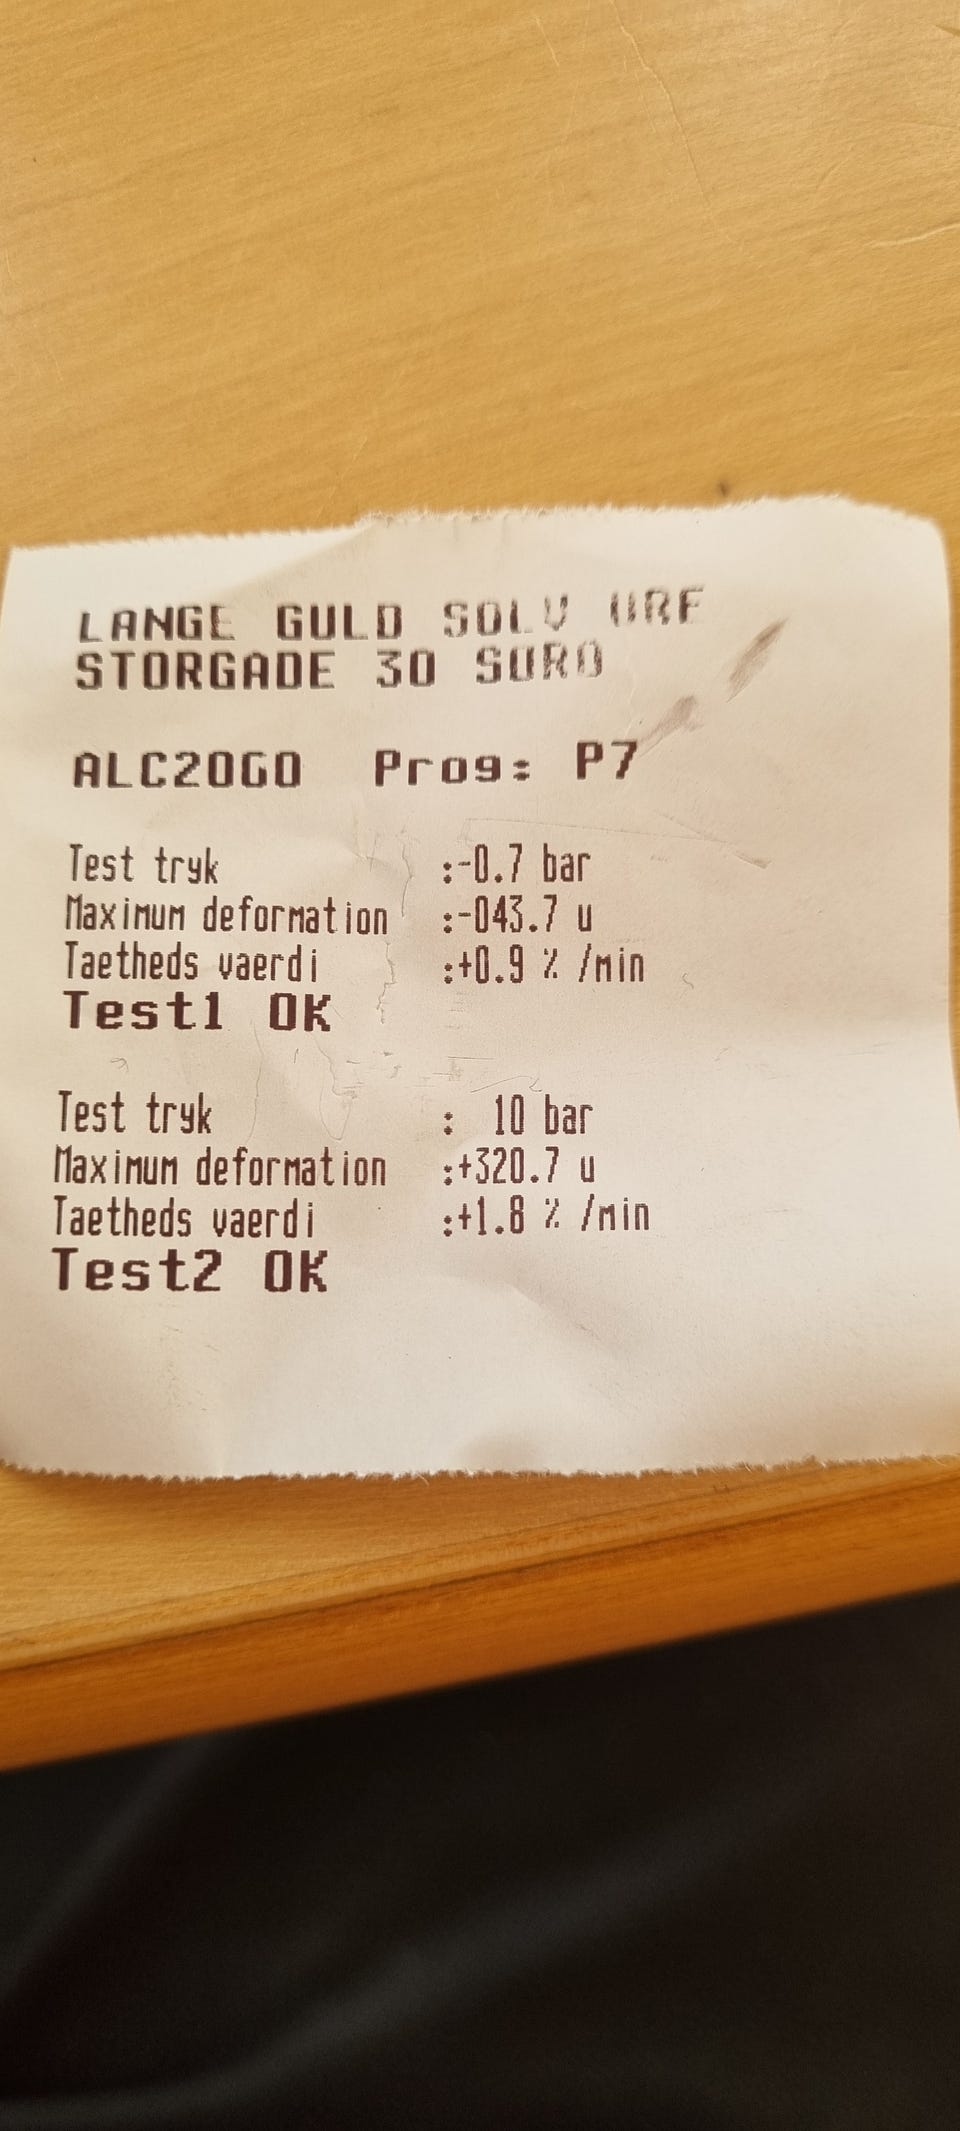 LANGE GULD SOLV URE
STORGADE 30 SORO
ALC2000 Prog: P7
Test tryk :-0.7 bar
Maximum deformation :-043.7 u
Taetheds vaerdi :+0.9 % /min
Test1 OK
Test tryk : 10 bar
Maximum deformation :+320.7 u
Taetheds vaerdi :+1.8 % /min
Test2 OK